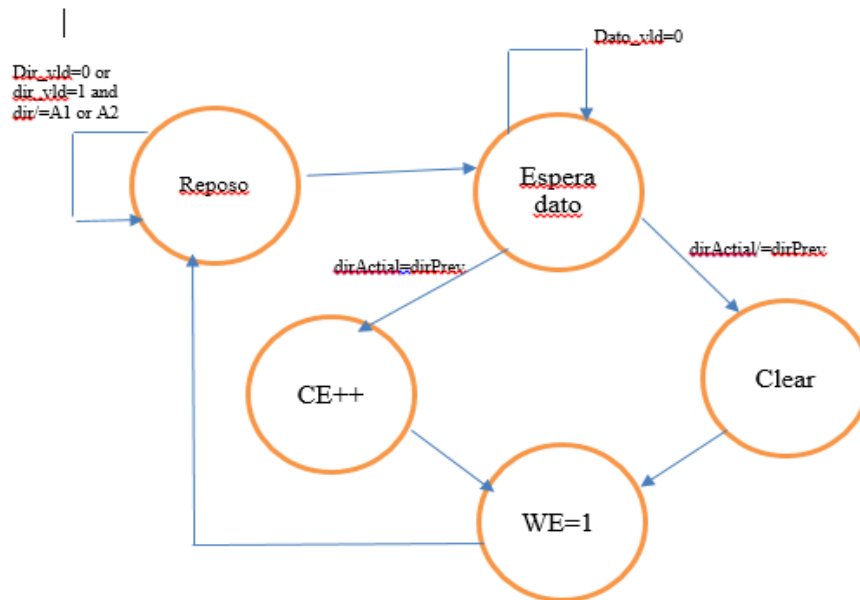 Dato_vld=0
Dir_vld=0 or
dir_vld=1 and
dir/=A1 or A2
Reposo
Espera
dato
dirActial=dirPrev
dirActial/=dirPrev
CE++
Clear
WE=1